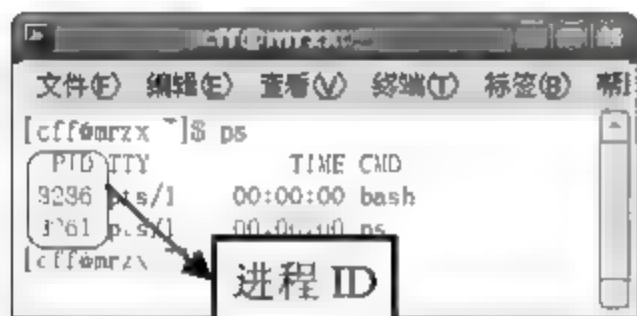 文件(F) 编辑(E) 查看(V) 终端(T) 标签(B) 帮
[cff@mrzx ~]$ ps
PID TTY TIME CMD
pts/1 00:00:00 bash
ps
[cff@mrzx
进程 ID